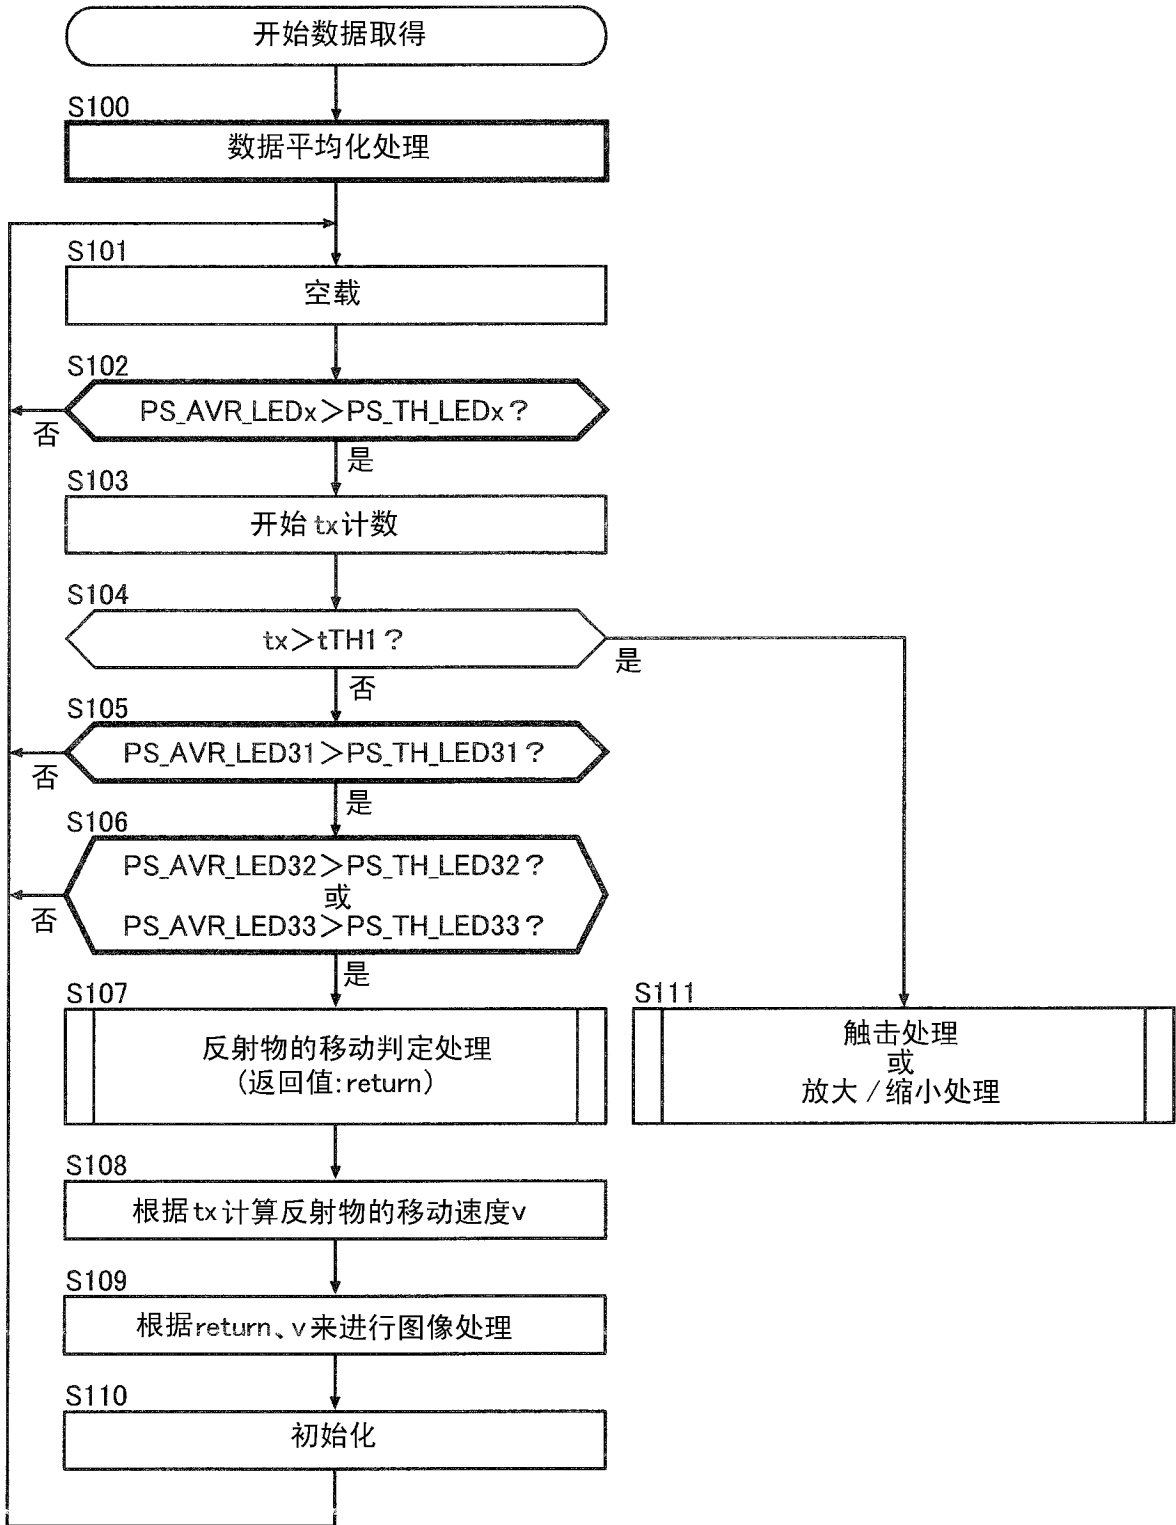 开始数据取得
S100
数据平均化处理
S101
空载
S102
PS_AVR_LEDx＞PS_TH_LEDx？
否
是
S103
开始tx计数
S104
tx＞tTH1？
是
否
S105
PS_AVR_LED31＞PS_TH_LED31？
否
是
S106
PS_AVR_LED32＞PS_TH_LED32？
或
PS_AVR_LED33＞PS_TH_LED33？
否
是
S107
反射物的移动判定处理
(返回值:return)
S111
触击处理
或
放大/缩小处理
S108
根据tx计算反射物的移动速度v
S109
根据return、v来进行图像处理
S110
初始化